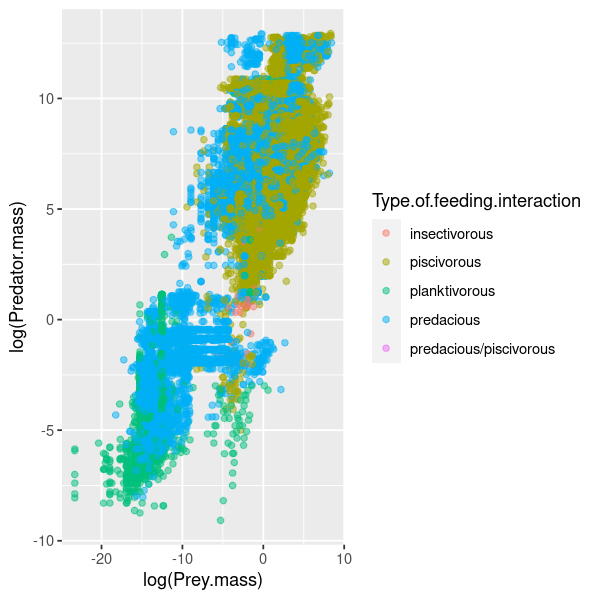 10
5
0
-5
-10
log(Predator.mass)
-20
-10
0
10
log(Prey.mass)
Type.of.feeding.interaction
insectivorous
piscivorous
planktivorous
predacious
predacious/piscivorous